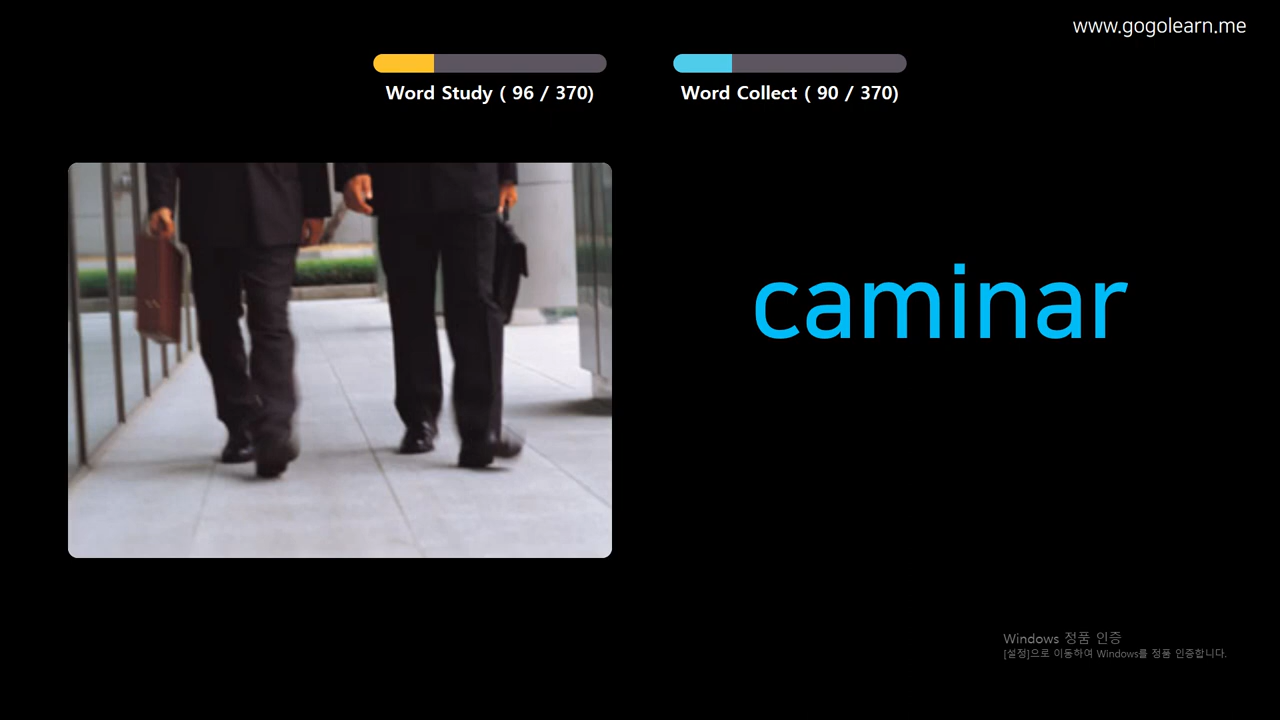 www.gogolearn.me
Word Study ( 96 / 370)
Word Collect ( 90 / 370)
caminar
Windows 정품 인증
[설정]으로 이동하여 Windows를 정품 인증합니다.